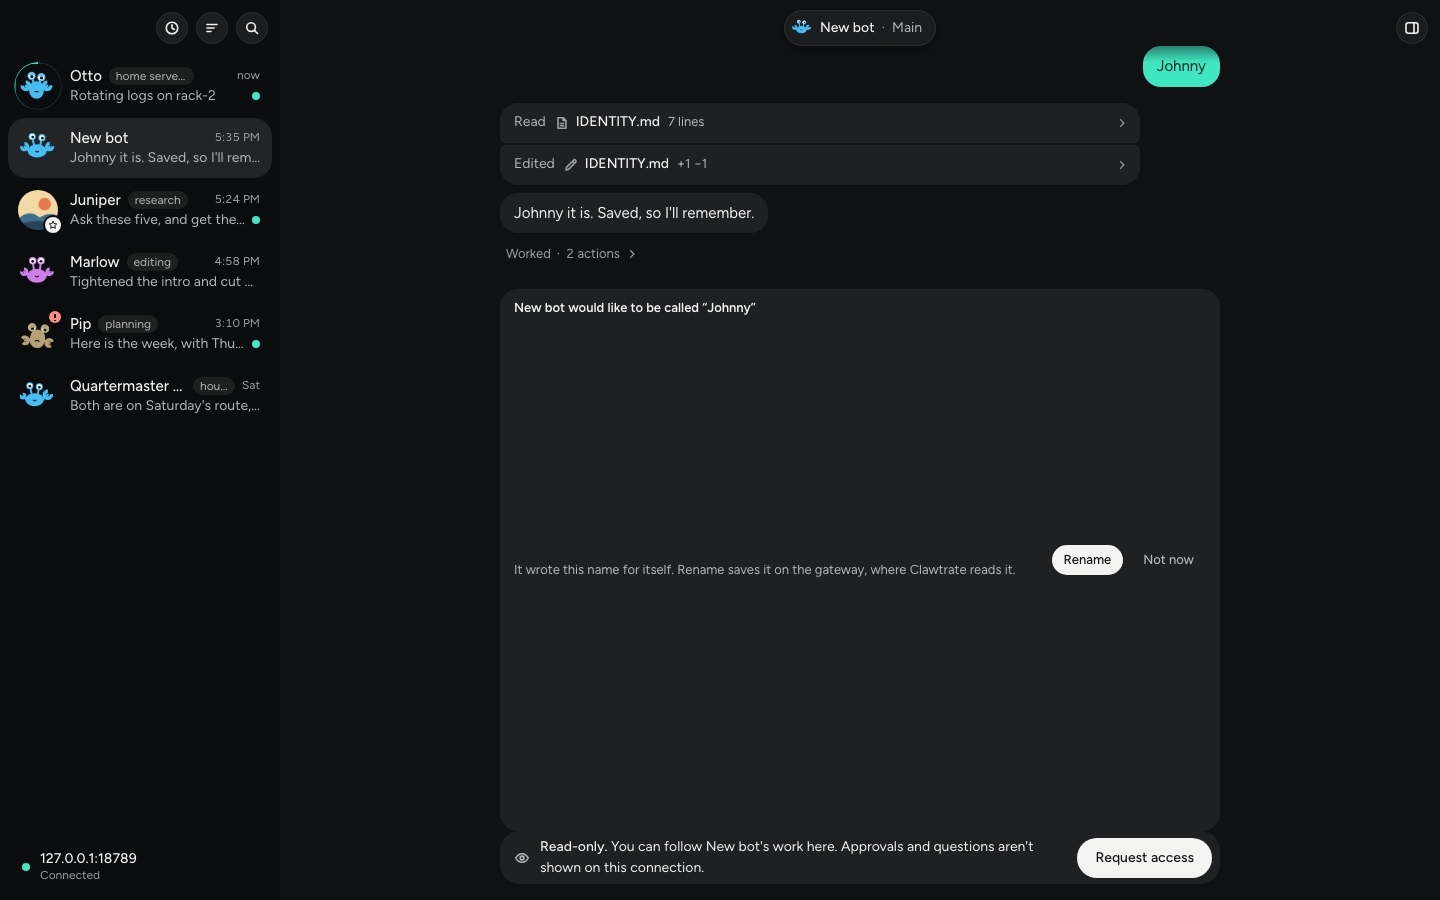 New bot · Main
Otto home serve... now
Rotating logs on rack-2
New bot 5:35 PM
Johnny it is. Saved, so I'll rem...
Juniper research 5:24 PM
Ask these five, and get the...
Marlow editing 4:58 PM
Tightened the intro and cut ...
Pip planning 3:10 PM
Here is the week, with Thu...
Quartermaster ... hou... Sat
Both are on Saturday's route,...
127.0.0.1:18789
Connected
Johnny
Read IDENTITY.md 7 lines
Edited IDENTITY.md +1 −1
Johnny it is. Saved, so I'll remember.
Worked · 2 actions
New bot would like to be called “Johnny”
It wrote this name for itself. Rename saves it on the gateway, where Clawtrate reads it.
Rename Not now
Read-only. You can follow New bot's work here. Approvals and questions aren't
shown on this connection.
Request access